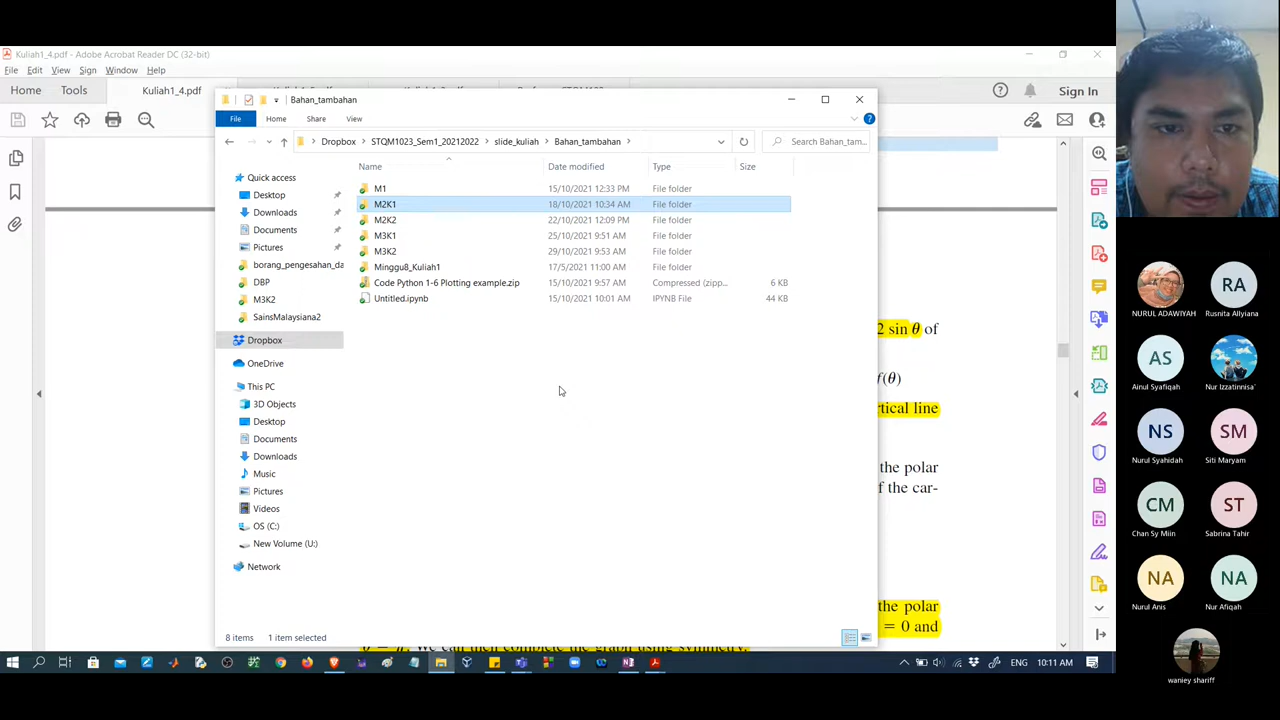 Kuliah1_4.pdf - Adobe Acrobat Reader DC (32-bit)
File Edit View Sign Window Help
Home Tools Kuliah1_4.pdf Sign In
2 sin θ of
f(θ)
rtical line
the polar
f the car-
the polar
= 0 and
We can then complete the graph using symmetry.
Bahan_tambahan
File Home Share View
Dropbox STQM1023_Sem1_20212022 slide_kuliah Bahan_tambahan Search Bahan_tam...
Name Date modified Type Size
M1 15/10/2021 12:33 PM File folder
M2K1 18/10/2021 10:34 AM File folder
M2K2 22/10/2021 12:09 PM File folder
M3K1 25/10/2021 9:51 AM File folder
M3K2 29/10/2021 9:53 AM File folder
Minggu8_Kuliah1 17/5/2021 11:00 AM File folder
Code Python 1-6 Plotting example.zip 15/10/2021 9:57 AM Compressed (zipp... 6 KB
Untitled.ipynb 15/10/2021 10:01 AM IPYNB File 44 KB
Quick access
Desktop
Downloads
Documents
Pictures
borang_pengesahan_da
DBP
M3K2
SainsMalaysiana2
Dropbox
OneDrive
This PC
3D Objects
Desktop
Documents
Downloads
Music
Pictures
Videos
OS (C:)
New Volume (U:)
Network
8 items 1 item selected
ENG 10:11 AM
RA
NURUL ADAWIYAH Rusnita Allyiana
AS
Ainul Syafiqah Nur Izzatinnisa'
NS SM
Nurul Syahidah Siti Maryam
CM ST
Chan Sy Miin Sabrina Tahir
NA NA
Nurul Anis Nur Afiqah
waniey shariff